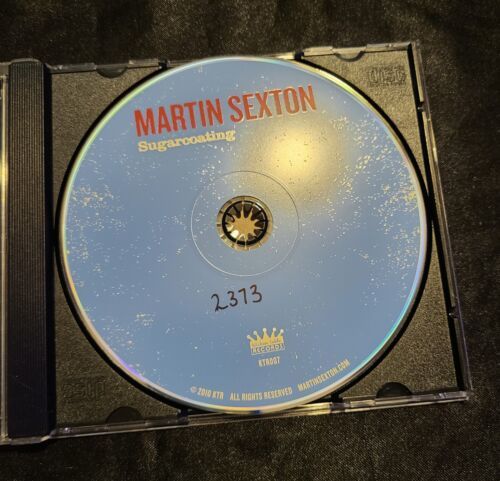 MARTIN SEXTON
Sugarcoating
2373
RECORDS
KTR007
© 2010 KTR ALL RIGHTS RESERVED MARTINSEXTON.COM